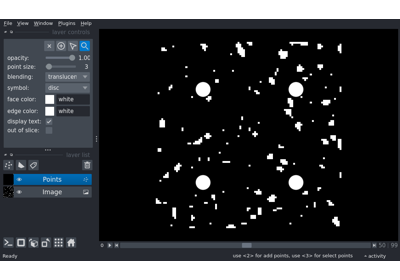 File View Window Plugins Help
layer controls
opacity: 1.00
point size: 3
blending: translucen
symbol: disc
face color: white
edge color: white
display text:
out of slice:
layer list
Points
Image
0 50 99
Ready use <2> for add points, use <3> for select points activity